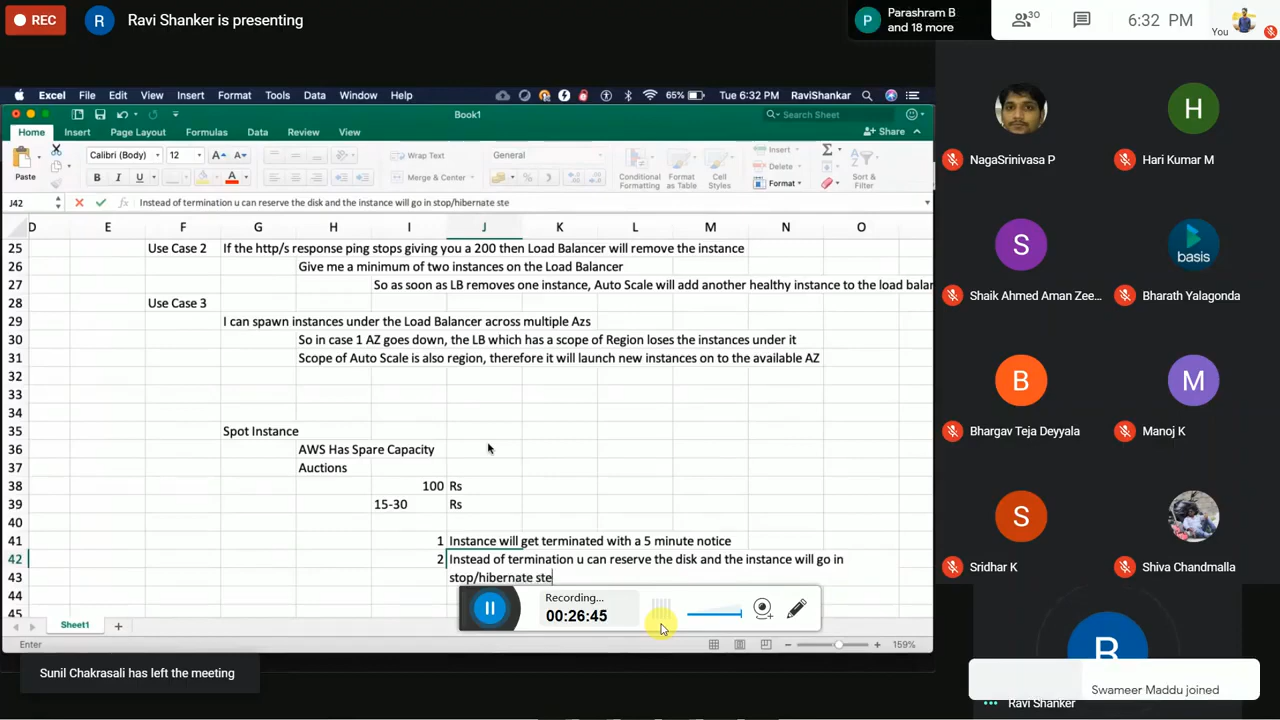 REC
R
Ravi Shanker is presenting
P
Parashram B
and 18 more
30
6:32 PM
You
Excel File Edit View Insert Format Tools Data Window Help
65%
Tue 6:32 PM RaviShankar
Book1
Search Sheet
Home Insert Page Layout Formulas Data Review View
Share
Paste
Calibri (Body)
12
A
A
Wrap Text
General
Conditional
Formatting
Format
as Table
Cell
Styles
Insert
Delete
Format
Sort &
Filter
B I U
A
Merge & Center
%
J42
fx
Instead of termination u can reserve the disk and the instance will go in stop/hibernate ste
D E F G H I J K L M N O
25 Use Case 2 If the http/s response ping stops giving you a 200 then Load Balancer will remove the instance
26 Give me a minimum of two instances on the Load Balancer
27 So as soon as LB removes one instance, Auto Scale will add another healthy instance to the load balan
28 Use Case 3
29 I can spawn instances under the Load Balancer across multiple Azs
30 So in case 1 AZ goes down, the LB which has a scope of Region loses the instances under it
31 Scope of Auto Scale is also region, therefore it will launch new instances on to the available AZ
32
33
34
35 Spot Instance
36 AWS Has Spare Capacity
37 Auctions
38 100 Rs
39 15-30 Rs
40
41 1 Instance will get terminated with a 5 minute notice
42 2 Instead of termination u can reserve the disk and the instance will go in
43 stop/hibernate ste
44
45
Recording...
00:26:45
Sheet1
+
Enter
159%
Sunil Chakrasali has left the meeting
NagaSrinivasa P
H
Hari Kumar M
S
Shaik Ahmed Aman Zee...
basis
Bharath Yalagonda
B
Bhargav Teja Deyyala
M
Manoj K
S
Sridhar K
Shiva Chandmalla
R
Swameer Maddu joined
Ravi Shanker